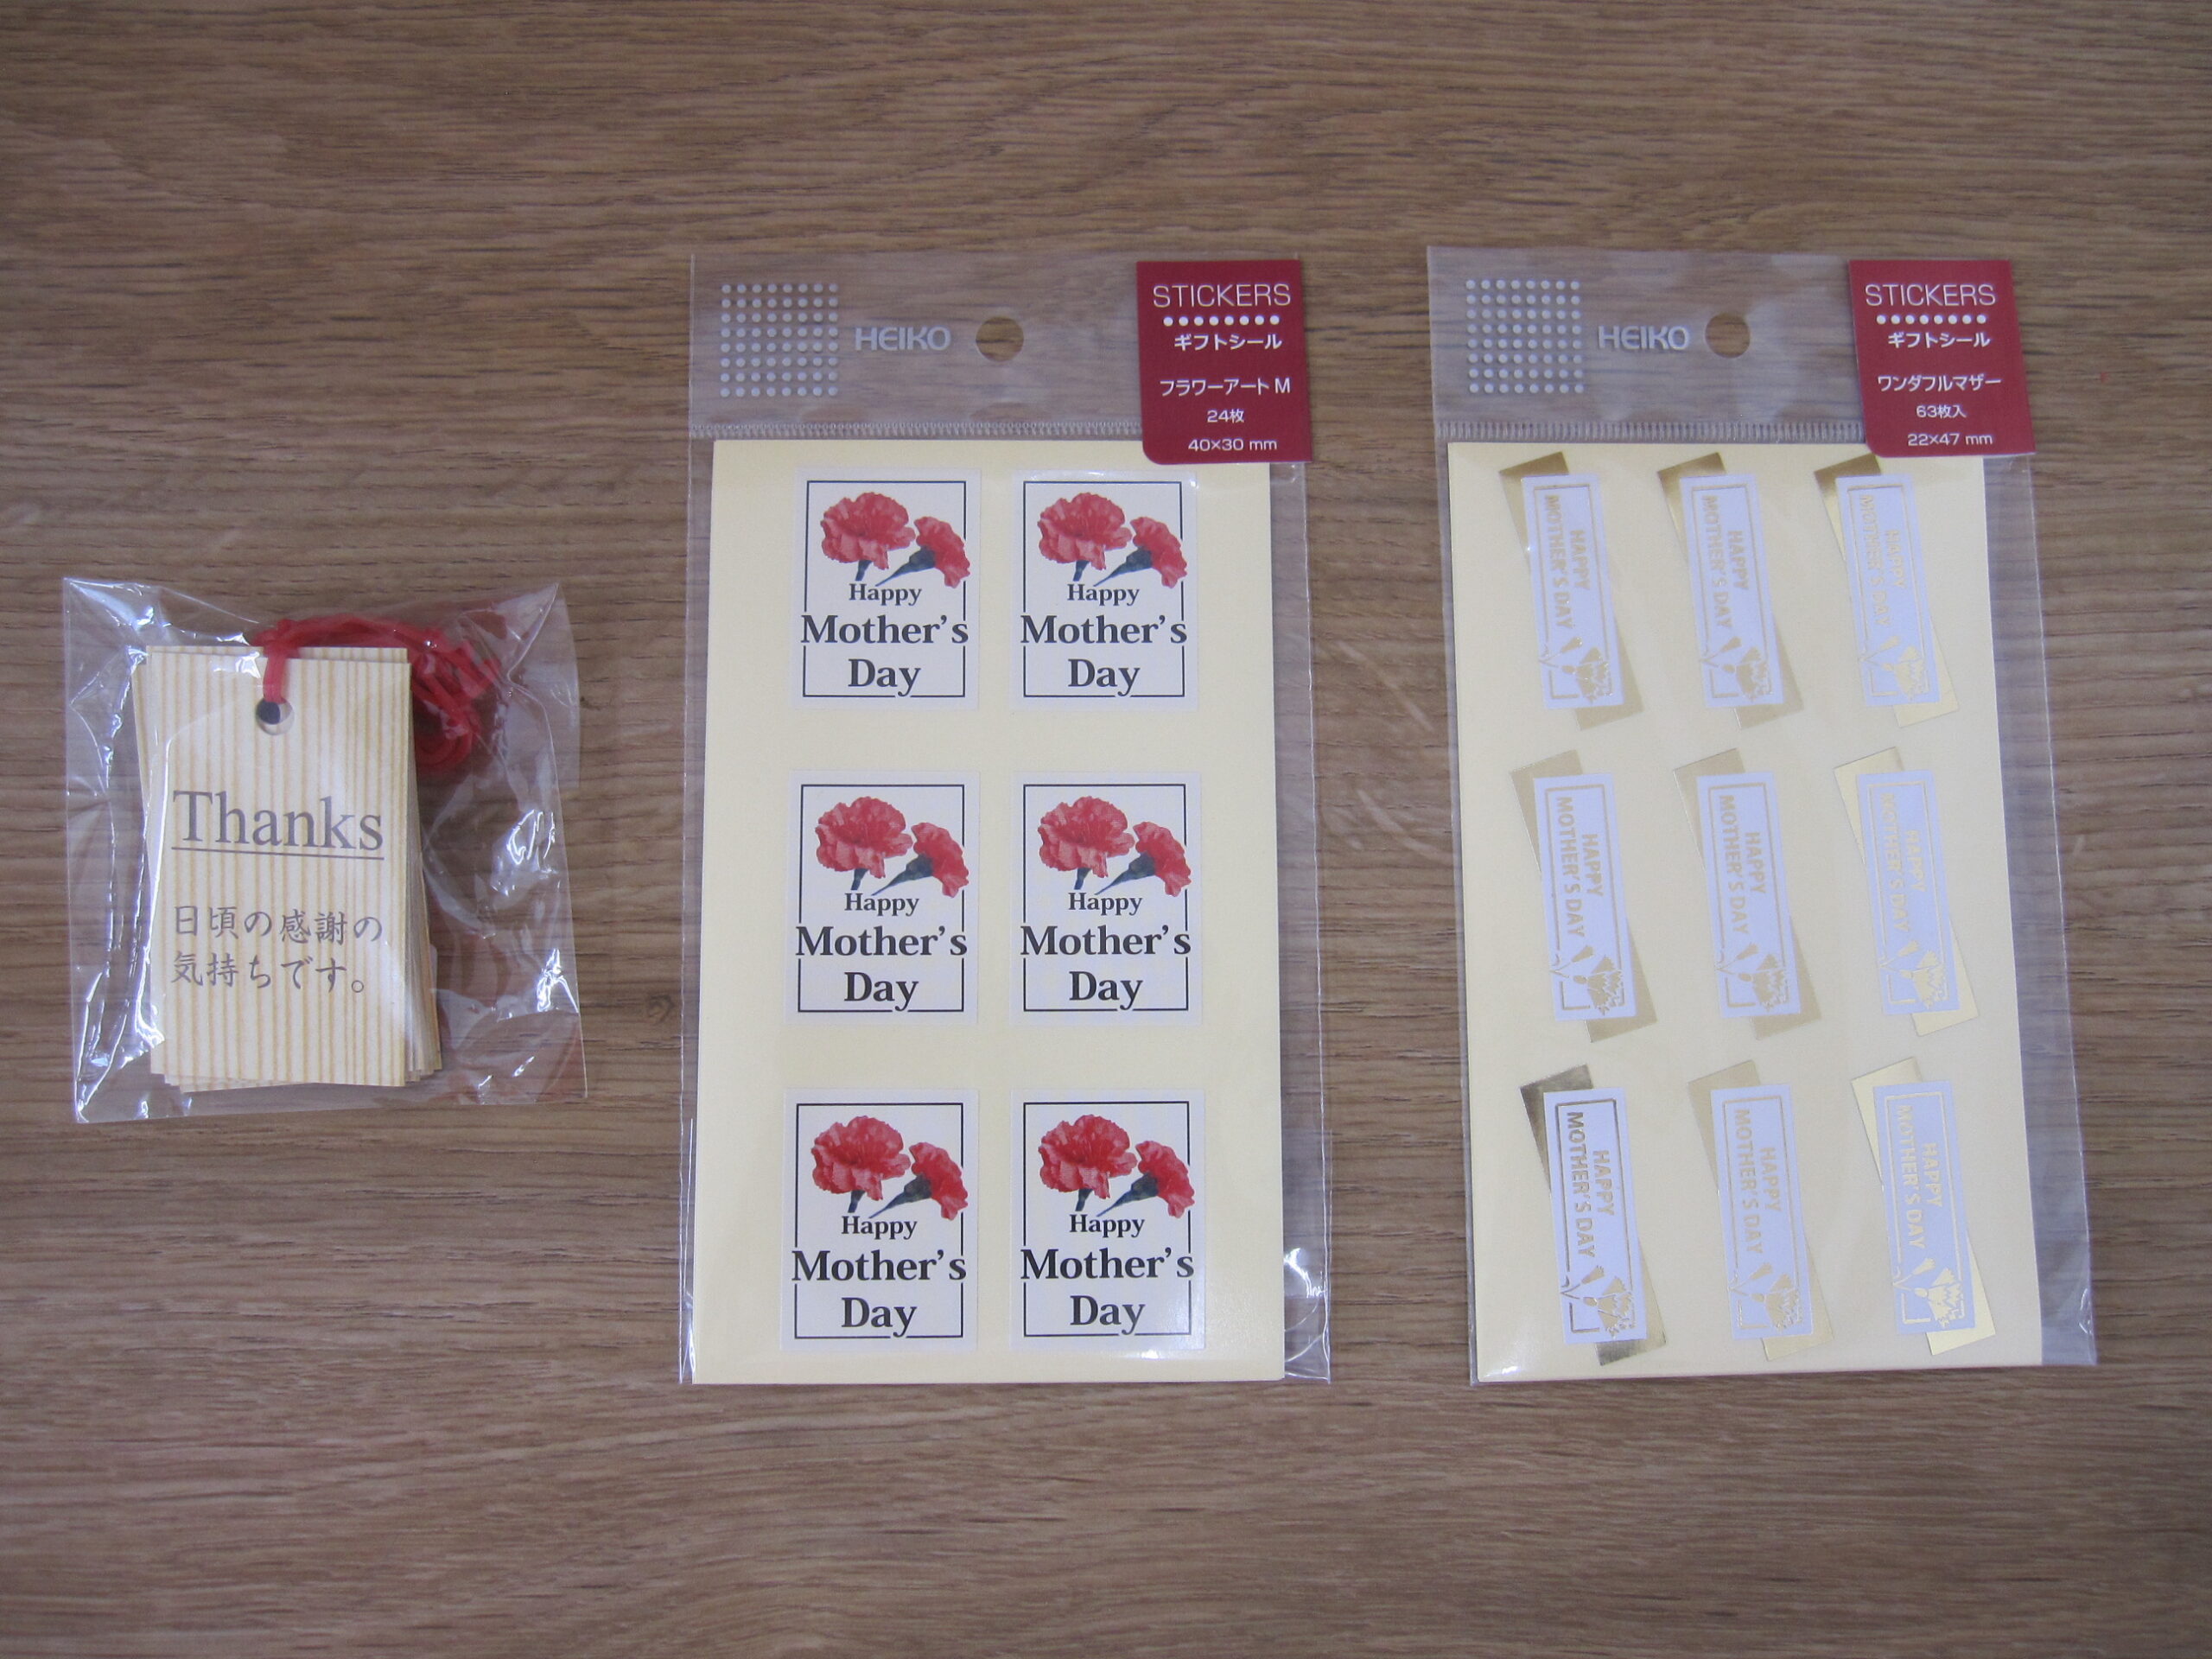 Thanks
日頃の感謝の
気持ちです。
HEIKO
STICKERS
ギフトシール
フラワーアート M
24枚
40×30 mm
Happy
Mother's
Day
Happy
Mother's
Day
Happy
Mother's
Day
Happy
Mother's
Day
Happy
Mother's
Day
Happy
Mother's
Day
HEIKO
STICKERS
ギフトシール
ワンダフルマザー
63枚入
22×47 mm
HAPPY
MOTHER'S DAY
HAPPY
MOTHER'S DAY
HAPPY
MOTHER'S DAY
HAPPY
MOTHER'S DAY
HAPPY
MOTHER'S DAY
HAPPY
MOTHER'S DAY
HAPPY
MOTHER'S DAY
HAPPY
MOTHER'S DAY
HAPPY
MOTHER'S DAY